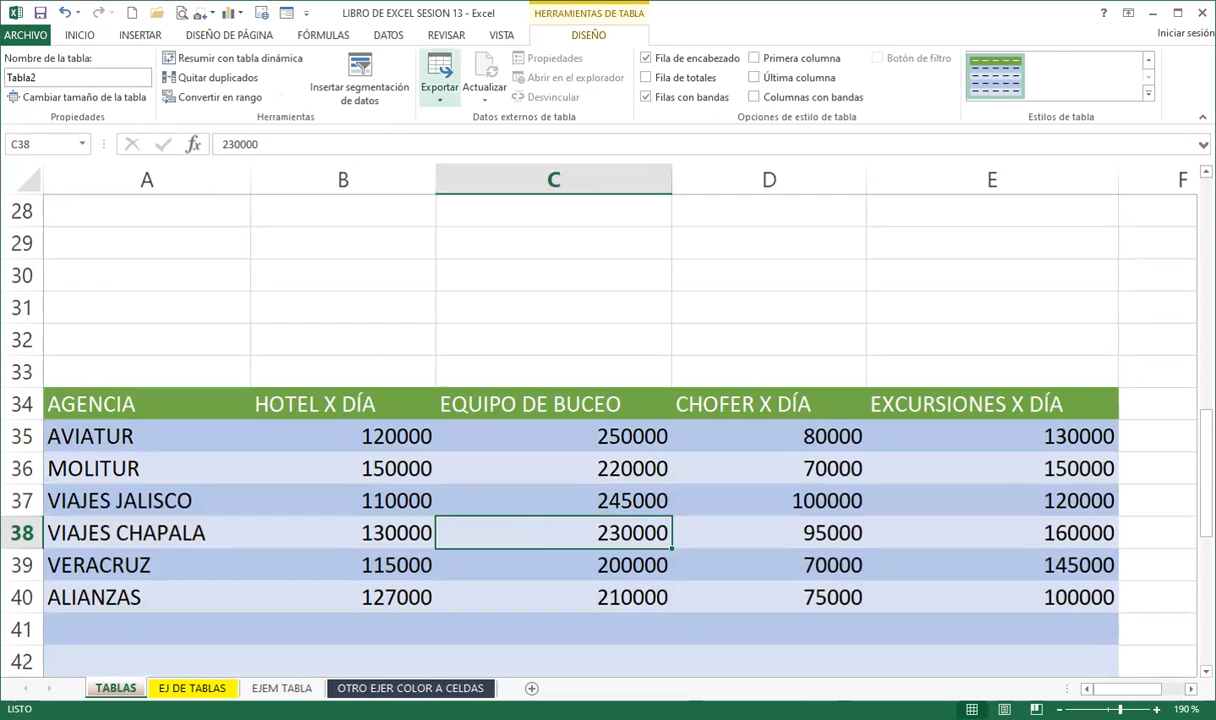 LIBRO DE EXCEL SESION 13 - Excel
HERRAMIENTAS DE TABLA
?
ARCHIVO INICIO INSERTAR DISEÑO DE PÁGINA FÓRMULAS DATOS REVISAR VISTA DISEÑO Iniciar sesión
Nombre de la tabla:
Tabla2
Cambiar tamaño de la tabla
Propiedades
Resumir con tabla dinámica
Quitar duplicados
Convertir en rango
Insertar segmentación
de datos
Herramientas
Exportar
Actualizar
Propiedades
Abrir en el explorador
Desvincular
Datos externos de tabla
Fila de encabezado
Fila de totales
Filas con bandas
Primera columna
Última columna
Columnas con bandas
Botón de filtro
Opciones de estilo de tabla
Estilos de tabla
C38 fx 230000
A B C D E F
28
29
30
31
32
33
34 AGENCIA HOTEL X DÍA EQUIPO DE BUCEO CHOFER X DÍA EXCURSIONES X DÍA
35 AVIATUR 120000 250000 80000 130000
36 MOLITUR 150000 220000 70000 150000
37 VIAJES JALISCO 110000 245000 100000 120000
38 VIAJES CHAPALA 130000 230000 95000 160000
39 VERACRUZ 115000 200000 70000 145000
40 ALIANZAS 127000 210000 75000 100000
41
42
TABLAS EJ DE TABLAS EJEM TABLA OTRO EJER COLOR A CELDAS
LISTO 190 %